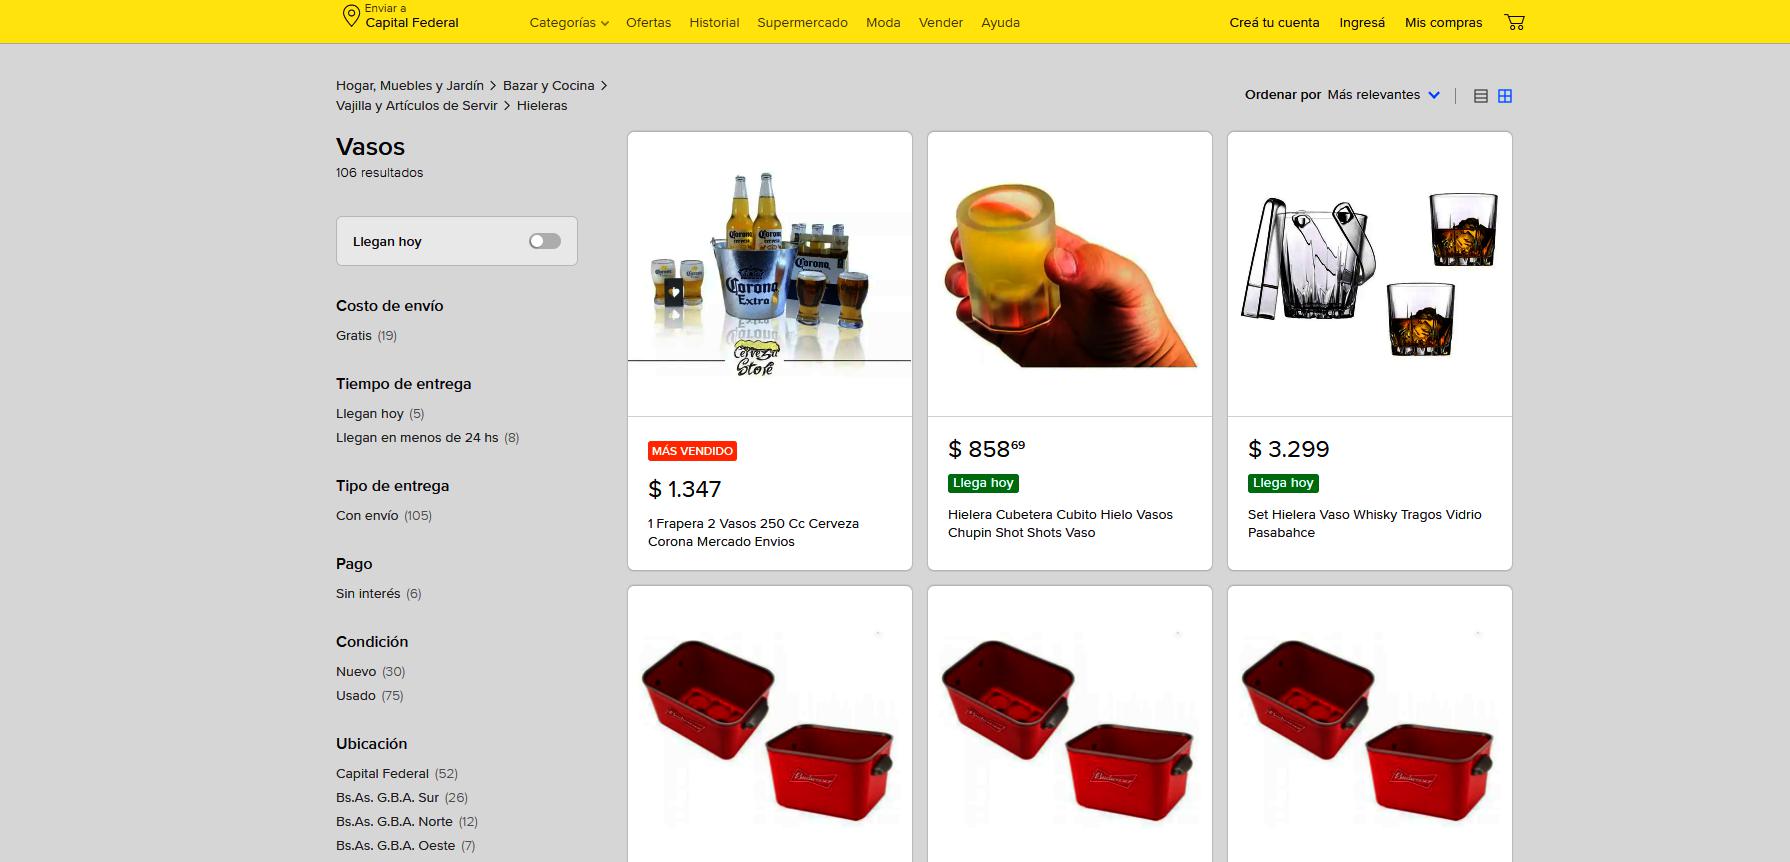 Enviar a
Capital Federal
Categorías
Ofertas
Historial
Supermercado
Moda
Vender
Ayuda
Creá tu cuenta
Ingresá
Mis compras
Hogar, Muebles y Jardín > Bazar y Cocina >
Vajilla y Artículos de Servir > Hieleras
Ordenar por Más relevantes
Vasos
106 resultados
Llegan hoy
Costo de envío
Gratis (19)
Tiempo de entrega
Llegan hoy (5)
Llegan en menos de 24 hs (8)
Tipo de entrega
Con envío (105)
Pago
Sin interés (6)
Condición
Nuevo (30)
Usado (75)
Ubicación
Capital Federal (52)
Bs.As. G.B.A. Sur (26)
Bs.As. G.B.A. Norte (12)
Bs.As. G.B.A. Oeste (7)
Corona
Extra
Corona
Cerveza
Store
MÁS VENDIDO
$ 1.347
1 Frapera 2 Vasos 250 Cc Cerveza
Corona Mercado Envios
$ 858 69
Llega hoy
Hielera Cubetera Cubito Hielo Vasos
Chupin Shot Shots Vaso
$ 3.299
Llega hoy
Set Hielera Vaso Whisky Tragos Vidrio
Pasabahce
Budweiser
Budweiser
Budweiser